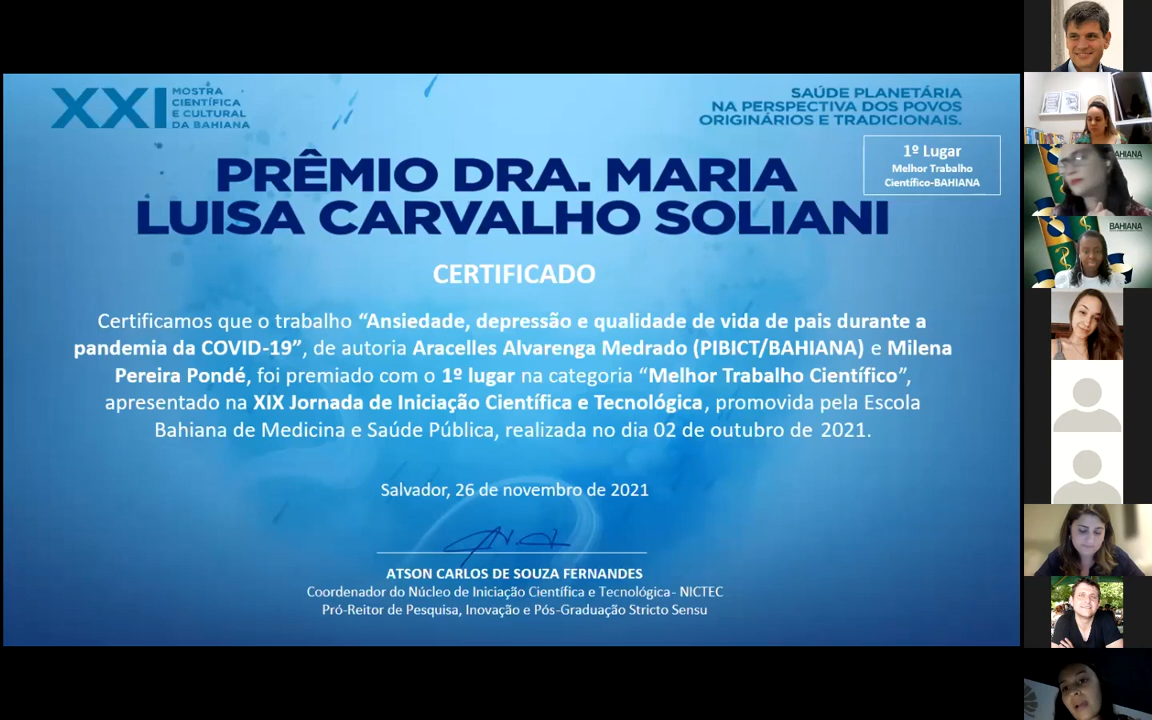 XXI MOSTRA
CIENTÍFICA
E CULTURAL
DA BAHIANA
SAÚDE PLANETÁRIA
NA PERSPECTIVA DOS POVOS
ORIGINÁRIOS E TRADICIONAIS.
1º Lugar
Melhor Trabalho
Científico-BAHIANA
PRÊMIO DRA. MARIA
LUISA CARVALHO SOLIANI
CERTIFICADO
Certificamos que o trabalho “Ansiedade, depressão e qualidade de vida de pais durante a
pandemia da COVID-19”, de autoria Aracelles Alvarenga Medrado (PIBICT/BAHIANA) e Milena
Pereira Pondé, foi premiado com o 1º lugar na categoria “Melhor Trabalho Científico”,
apresentado na XIX Jornada de Iniciação Científica e Tecnológica, promovida pela Escola
Bahiana de Medicina e Saúde Pública, realizada no dia 02 de outubro de 2021.
Salvador, 26 de novembro de 2021
ATSON CARLOS DE SOUZA FERNANDES
Coordenador do Núcleo de Iniciação Científica e Tecnológica - NICTEC
Pró-Reitor de Pesquisa, Inovação e Pós-Graduação Stricto Sensu
AHIANA
BAHIANA